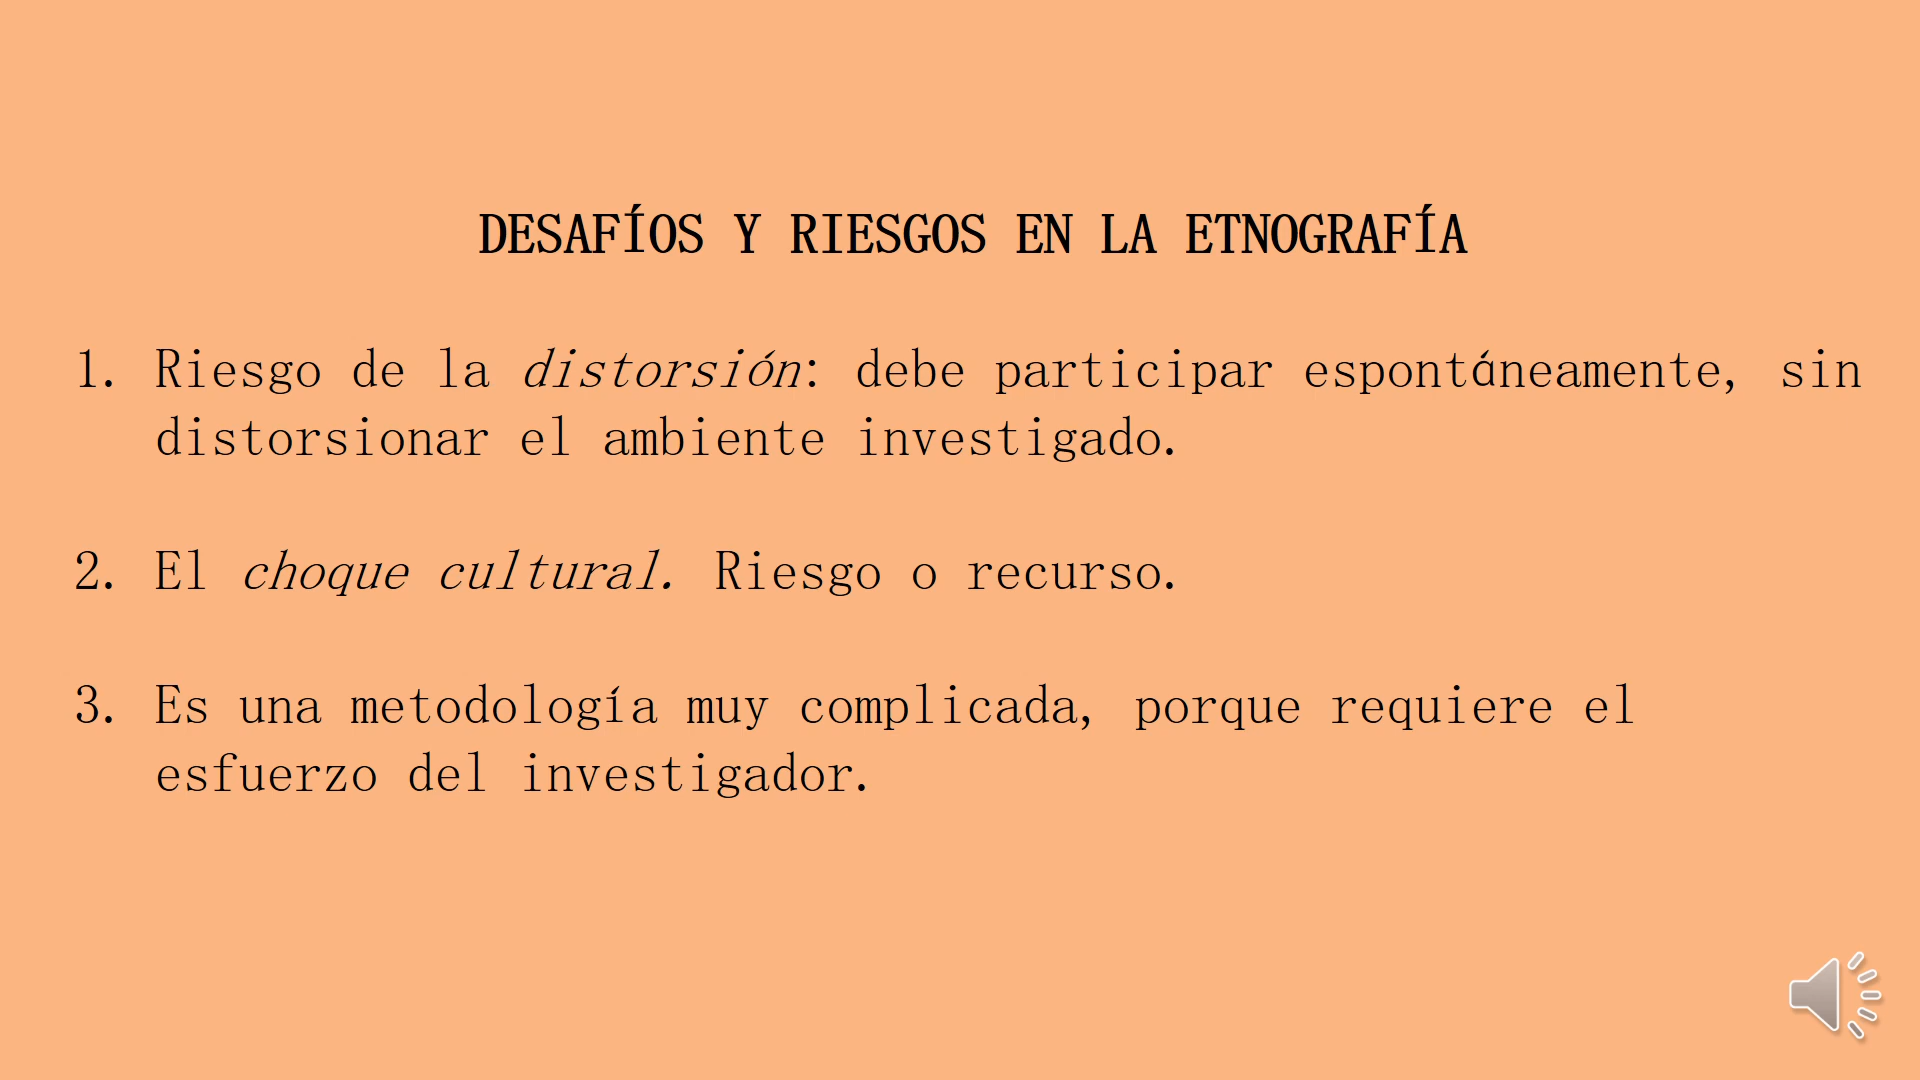 DESAFÍOS Y RIESGOS EN LA ETNOGRAFÍA
1. Riesgo de la distorsión: debe participar espontáneamente, sin
distorsionar el ambiente investigado.
2. El choque cultural. Riesgo o recurso.
3. Es una metodología muy complicada, porque requiere el
esfuerzo del investigador.